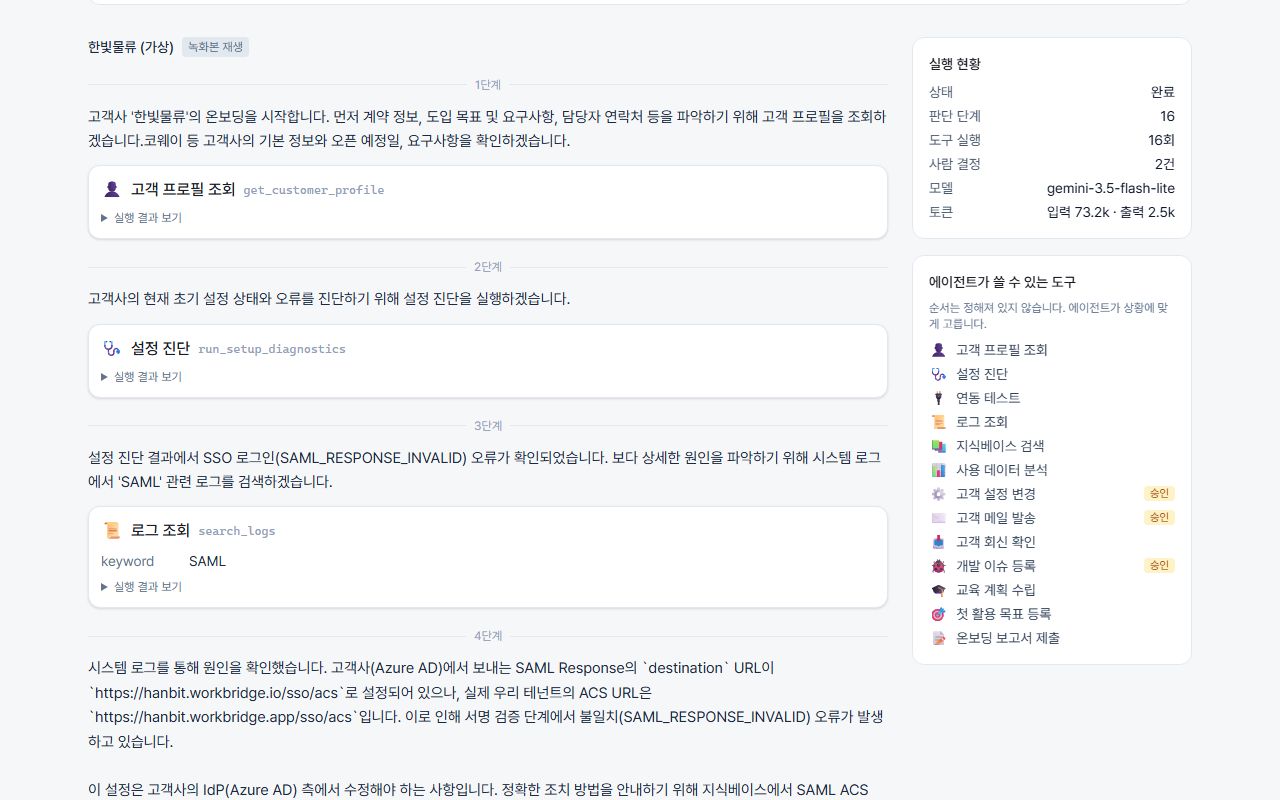 한빛물류 (가상) 녹화본 재생
1단계
고객사 '한빛물류'의 온보딩을 시작합니다. 먼저 계약 정보, 도입 목표 및 요구사항, 담당자 연락처 등을 파악하기 위해 고객 프로필을 조회하
겠습니다.코웨이 등 고객사의 기본 정보와 오픈 예정일, 요구사항을 확인하겠습니다.
고객 프로필 조회 get_customer_profile
▶ 실행 결과 보기
2단계
고객사의 현재 초기 설정 상태와 오류를 진단하기 위해 설정 진단을 실행하겠습니다.
설정 진단 run_setup_diagnostics
▶ 실행 결과 보기
3단계
설정 진단 결과에서 SSO 로그인(SAML_RESPONSE_INVALID) 오류가 확인되었습니다. 보다 상세한 원인을 파악하기 위해 시스템 로그
에서 'SAML' 관련 로그를 검색하겠습니다.
로그 조회 search_logs
keyword SAML
▶ 실행 결과 보기
4단계
시스템 로그를 통해 원인을 확인했습니다. 고객사(Azure AD)에서 보내는 SAML Response의 `destination` URL이
`https://hanbit.workbridge.io/sso/acs`로 설정되어 있으나, 실제 우리 테넌트의 ACS URL은
`https://hanbit.workbridge.app/sso/acs`입니다. 이로 인해 서명 검증 단계에서 불일치(SAML_RESPONSE_INVALID) 오류가 발생
하고 있습니다.
이 설정은 고객사의 IdP(Azure AD) 측에서 수정해야 하는 사항입니다. 정확한 조치 방법을 안내하기 위해 지식베이스에서 SAML ACS
실행 현황
상태 완료
판단 단계 16
도구 실행 16회
사람 결정 2건
모델 gemini-3.5-flash-lite
토큰 입력 73.2k · 출력 2.5k
에이전트가 쓸 수 있는 도구
순서는 정해져 있지 않습니다. 에이전트가 상황에 맞
게 고릅니다.
고객 프로필 조회
설정 진단
연동 테스트
로그 조회
지식베이스 검색
사용 데이터 분석
고객 설정 변경 승인
고객 메일 발송 승인
고객 회신 확인
개발 이슈 등록 승인
교육 계획 수립
첫 활용 목표 등록
온보딩 보고서 제출